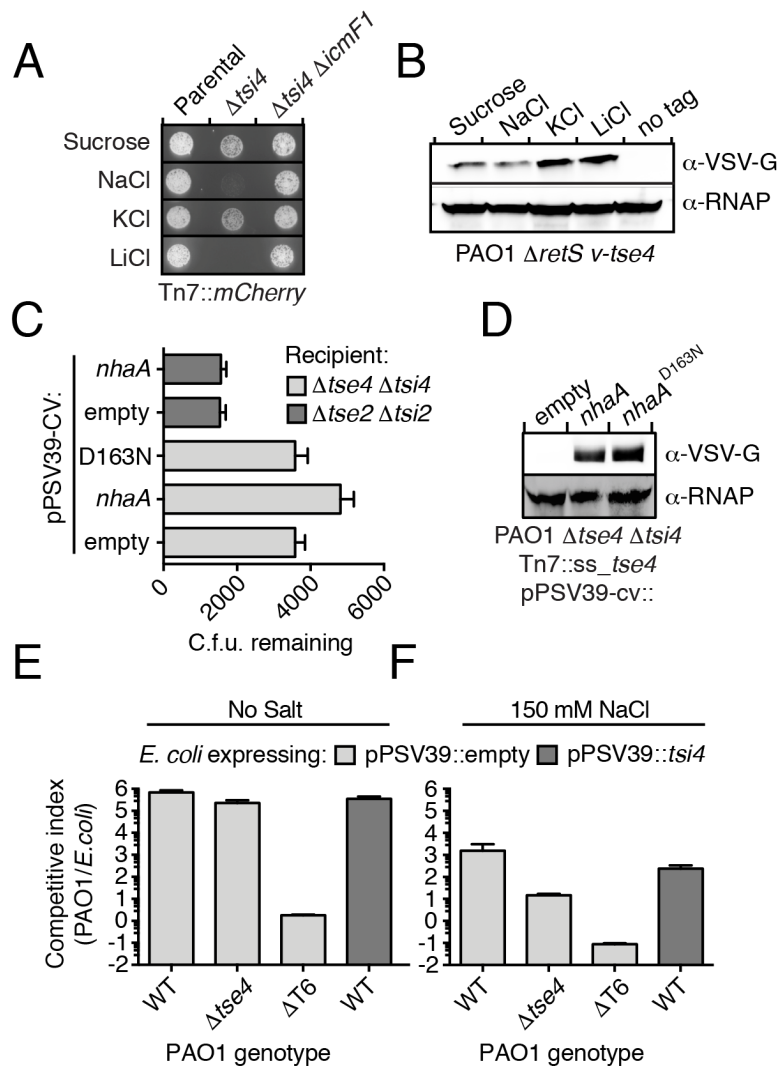 A
Parental
Δtsi4
Δtsi4 ΔicmF1
Sucrose
NaCl
KCl
LiCl
Tn7::mCherry
B
Sucrose
NaCl
KCl
LiCl
no tag
α-VSV-G
α-RNAP
PAO1 ΔretS v-tse4
C
pPSV39-CV:
nhaA
empty
D163N
nhaA
empty
Recipient:
Δtse4 Δtsi4
Δtse2 Δtsi2
0
2000
4000
6000
C.f.u. remaining
D
empty
nhaA
nhaA D163N
α-VSV-G
α-RNAP
PAO1 Δtse4 Δtsi4
Tn7::ss_tse4
pPSV39-cv::
E
No Salt
F
150 mM NaCl
E. coli expressing: pPSV39::empty pPSV39::tsi4
Competitive index
(PAO1/E.coli)
6
5
4
3
2
1
0
-1
-2
WT
Δtse4
ΔT6
WT
PAO1 genotype
6
5
4
3
2
1
0
-1
-2
WT
Δtse4
ΔT6
WT
PAO1 genotype